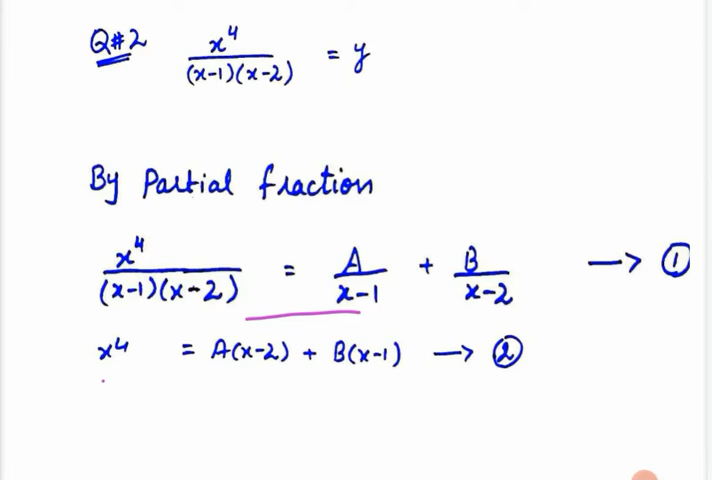 Q#2 x⁴/((x-1)(x-2)) = y
By Partial fraction
x⁴/((x-1)(x-2)) = A/(x-1) + B/(x-2) → ①
x⁴ = A(x-2) + B(x-1) → ②